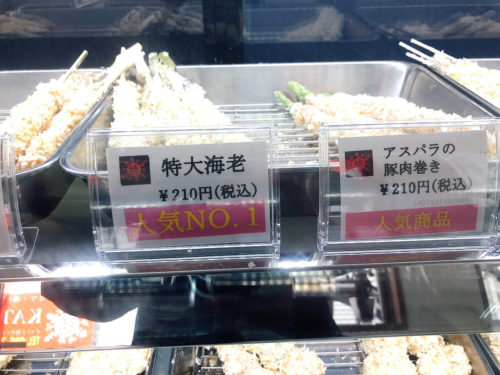 特大海老
¥210円(税込)
人気NO.1
アスパラの
豚肉巻き
¥210円(税込)
人気商品
KAT